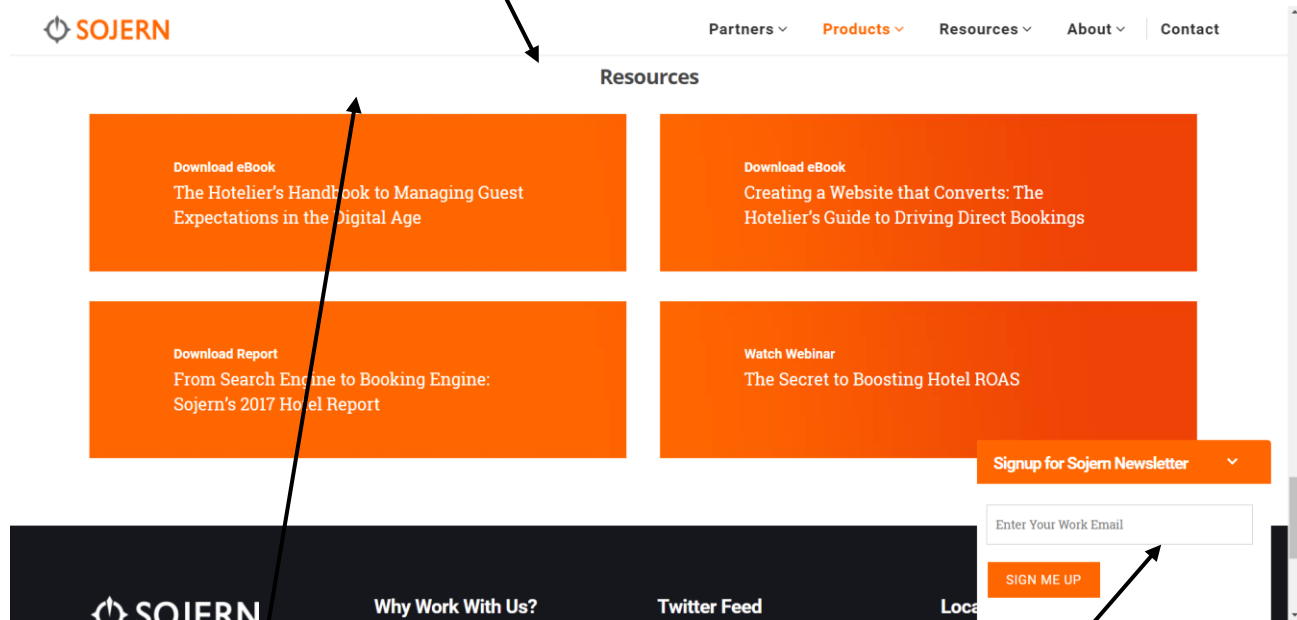 SOJERN
Partners Products Resources About Contact
Resources
Download eBook
The Hotelier's Handbook to Managing Guest
Expectations in the Digital Age
Download eBook
Creating a Website that Converts: The
Hotelier's Guide to Driving Direct Bookings
Download Report
From Search Engine to Booking Engine:
Sojern's 2017 Hotel Report
Watch Webinar
The Secret to Boosting Hotel ROAS
Signup for Sojern Newsletter
Enter Your Work Email
SIGN ME UP
SOJERN
Why Work With Us?
Twitter Feed
Loca